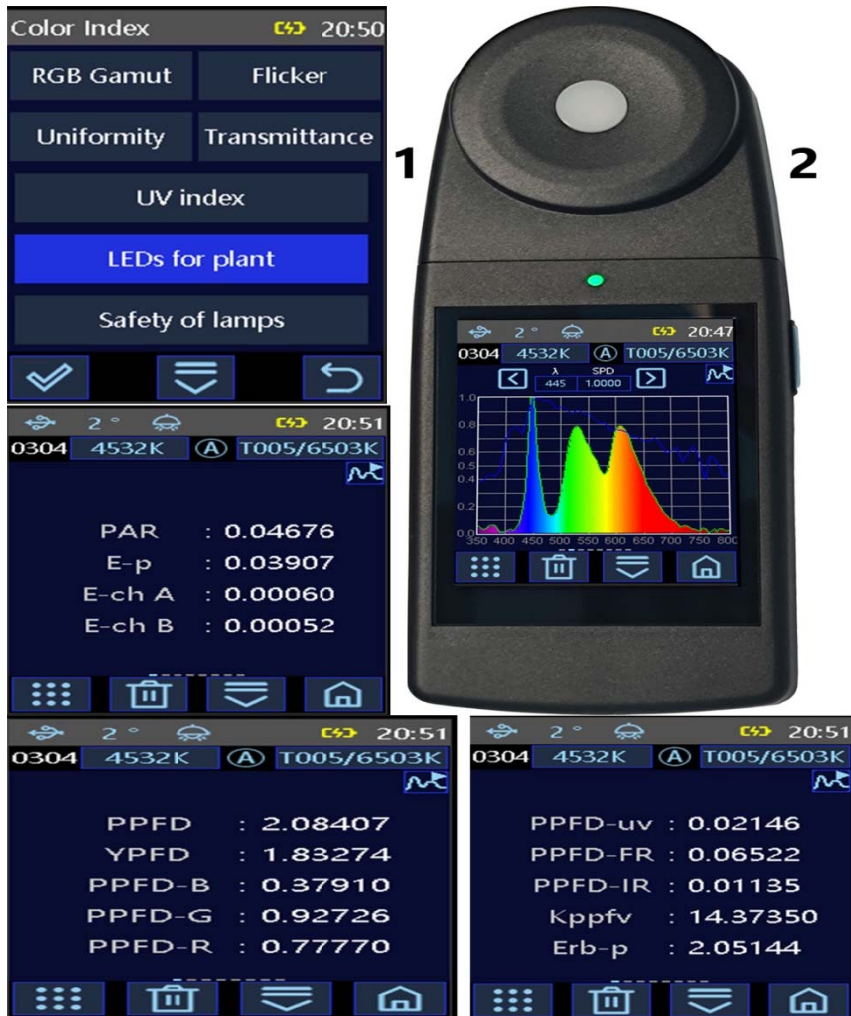 Color Index 20:50
RGB Gamut Flicker
Uniformity Transmittance
UV index
LEDs for plant
Safety of lamps
1
2
2° 20:47
0304 4532K A T005/6503K
λ SPD
445 1.0000
1.0
0.8
0.6
0.5
0.4
0.2
0.0
350 400 450 500 550 600 650 700 750 800
2° 20:51
0304 4532K A T005/6503K
PAR : 0.04676
E-p : 0.03907
E-ch A : 0.00060
E-ch B : 0.00052
2° 20:51
0304 4532K A T005/6503K
PPFD : 2.08407
YPFD : 1.83274
PPFD-B : 0.37910
PPFD-G : 0.92726
PPFD-R : 0.77770
2° 20:51
0304 4532K A T005/6503K
PPFD-uv : 0.02146
PPFD-FR : 0.06522
PPFD-IR : 0.01135
Kppfv : 14.37350
Erb-p : 2.05144